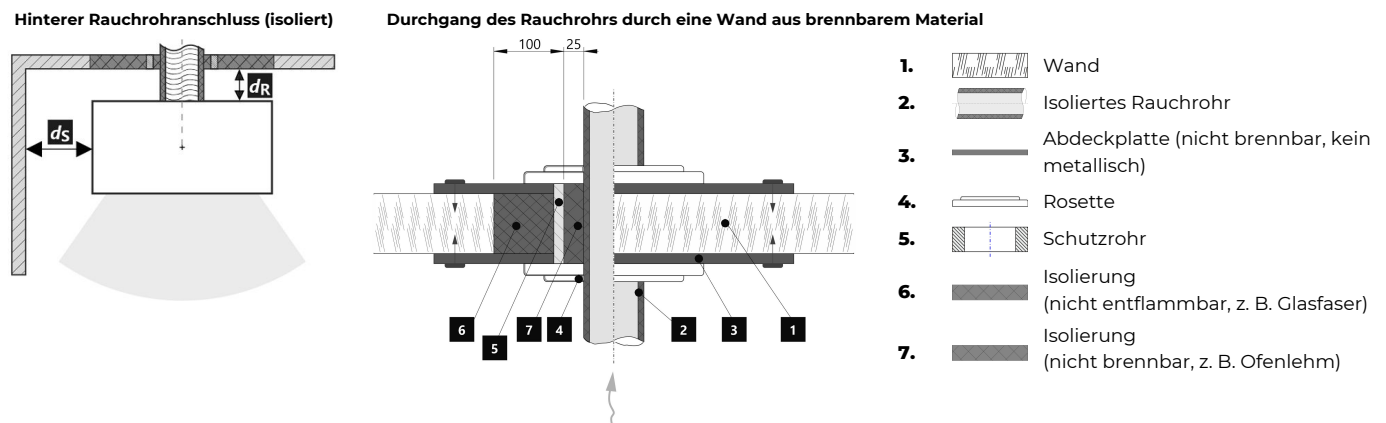 Hinterer Rauchrohranschluss (isoliert)
dR
dS
Durchgang des Rauchrohrs durch eine Wand aus brennbarem Material
100 25
6 5 7 4 2 3 1
1. Wand
2. Isoliertes Rauchrohr
3. Abdeckplatte (nicht brennbar, kein
metallisch)
4. Rosette
5. Schutzrohr
6. Isolierung
(nicht entflammbar, z. B. Glasfaser)
7. Isolierung
(nicht brennbar, z. B. Ofenlehm)